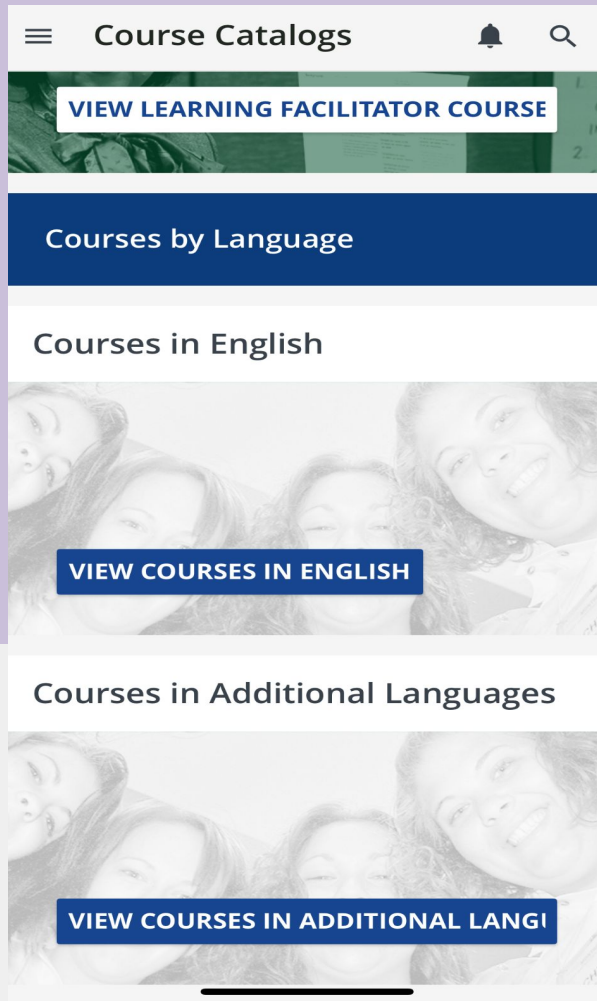 Course Catalogs
VIEW LEARNING FACILITATOR COURSE
Courses by Language
Courses in English
VIEW COURSES IN ENGLISH
Courses in Additional Languages
VIEW COURSES IN ADDITIONAL